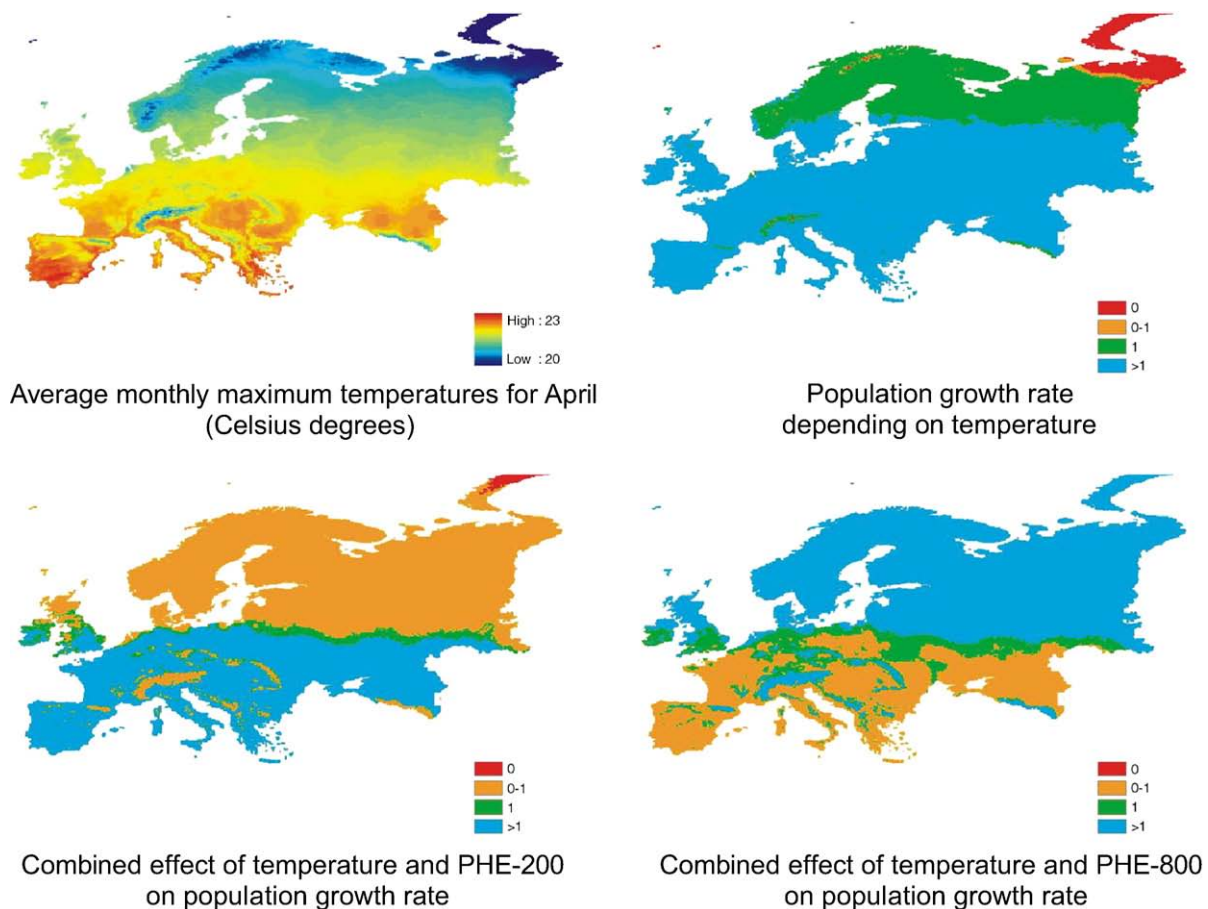 High : 23
Low : 20
Average monthly maximum temperatures for April
(Celsius degrees)
0
0-1
1
>1
Population growth rate
depending on temperature
0
0-1
1
>1
Combined effect of temperature and PHE-200
on population growth rate
0
0-1
1
>1
Combined effect of temperature and PHE-800
on population growth rate